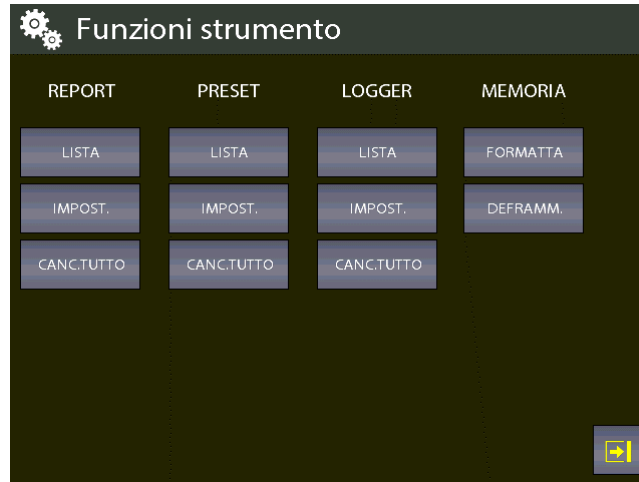 Funzioni strumento
REPORT PRESET LOGGER MEMORIA
LISTA LISTA LISTA FORMATTA
IMPOST. IMPOST. IMPOST. DEFRAMM.
CANC.TUTTO CANC.TUTTO CANC.TUTTO